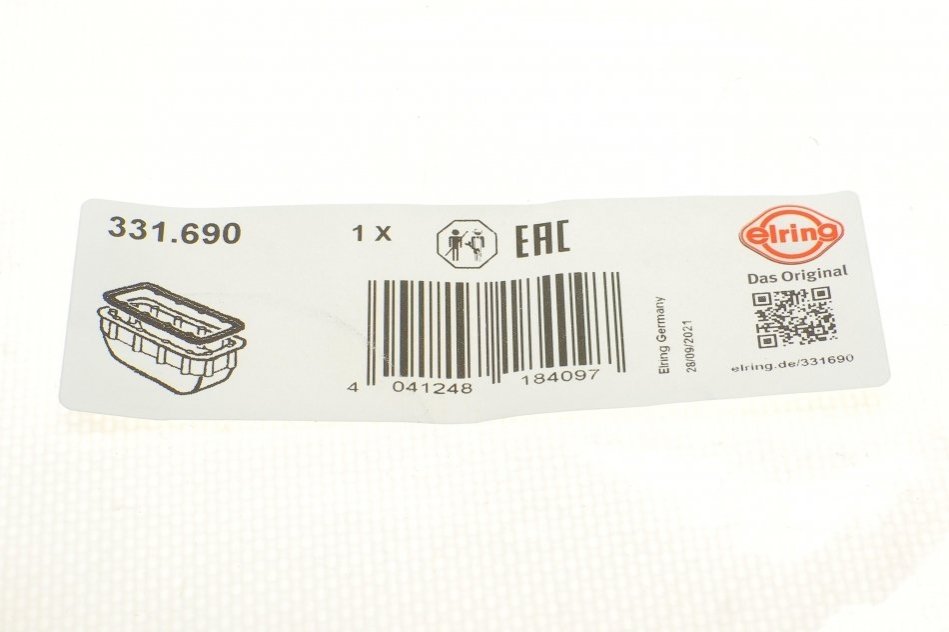 331.690
1 X
EAC
elring
Das Original
elring.de/331690
Elring Germany
28/09/2021
4 041248 184097